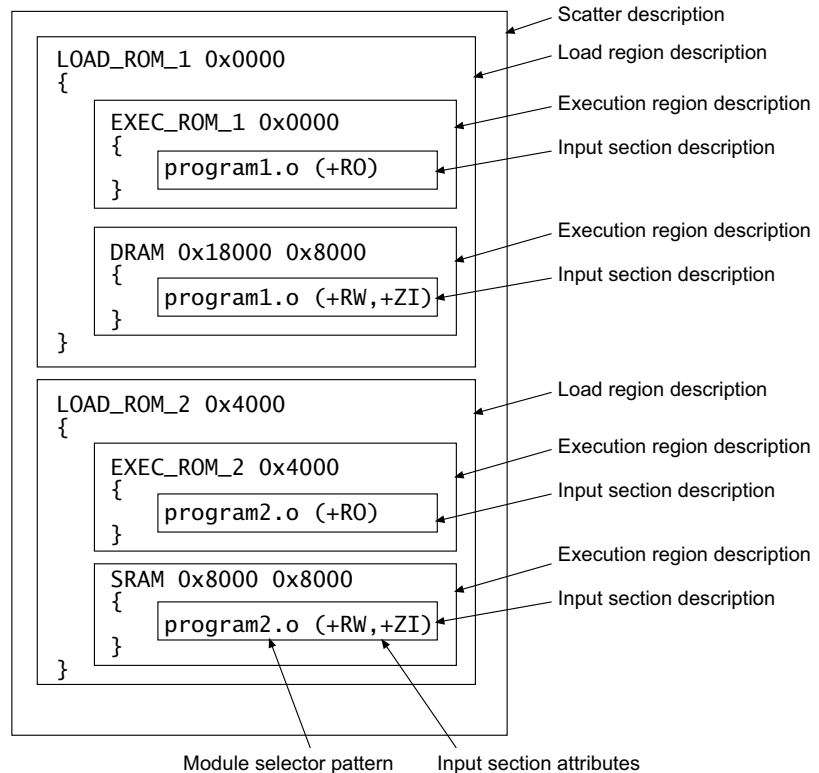 Scatter description
Load region description
LOAD_ROM_1 0x0000
{
Execution region description
EXEC_ROM_1 0x0000
{
Input section description
program1.o (+RO)
}
Execution region description
DRAM 0x18000 0x8000
{
Input section description
program1.o (+RW,+ZI)
}
}
Load region description
LOAD_ROM_2 0x4000
{
Execution region description
EXEC_ROM_2 0x4000
{
Input section description
program2.o (+RO)
}
Execution region description
SRAM 0x8000 0x8000
{
Input section description
program2.o (+RW,+ZI)
}
}
Module selector pattern
Input section attributes